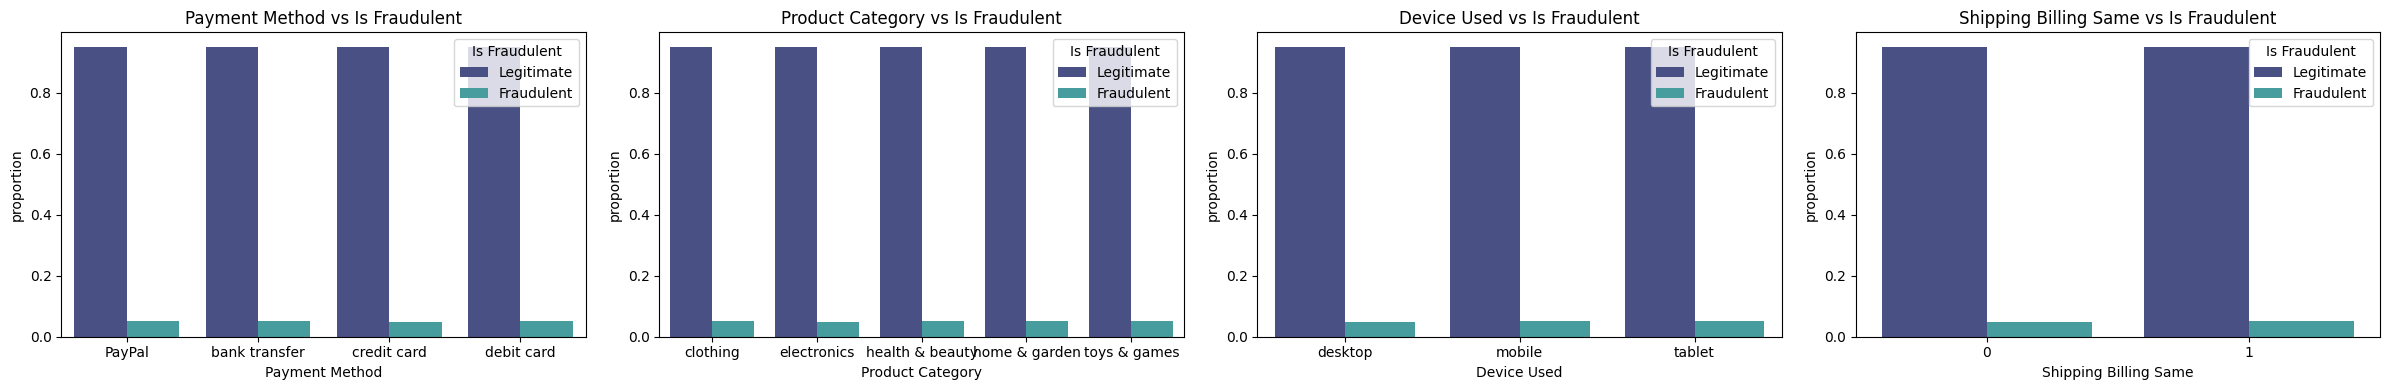 Payment Method vs Is Fraudulent
Is Fraudulent
Legitimate
Fraudulent
proportion
0.8
0.6
0.4
0.2
0.0
PayPal
bank transfer
credit card
debit card
Payment Method
Product Category vs Is Fraudulent
Is Fraudulent
Legitimate
Fraudulent
proportion
0.8
0.6
0.4
0.2
0.0
clothing
electronics
health & beauty
home & garden
toys & games
Product Category
Device Used vs Is Fraudulent
Is Fraudulent
Legitimate
Fraudulent
proportion
0.8
0.6
0.4
0.2
0.0
desktop
mobile
tablet
Device Used
Shipping Billing Same vs Is Fraudulent
Is Fraudulent
Legitimate
Fraudulent
proportion
0.8
0.6
0.4
0.2
0.0
0
1
Shipping Billing Same